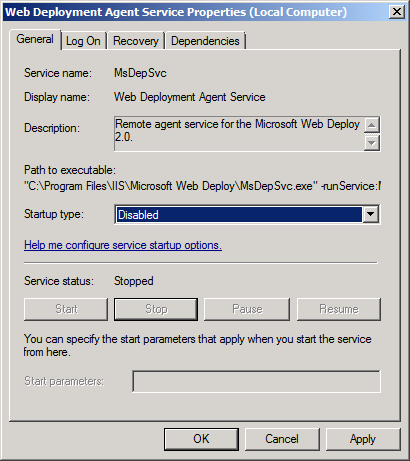 Web Deployment Agent Service Properties (Local Computer)
General Log On Recovery Dependencies
Service name: MsDepSvc
Display name: Web Deployment Agent Service
Description: Remote agent service for the Microsoft Web Deploy
2.0.
Path to executable:
"C:\Program Files\IIS\Microsoft Web Deploy\MsDepSvc.exe" -runService:M
Startup type: Disabled
Help me configure service startup options.
Service status: Stopped
Start Stop Pause Resume
You can specify the start parameters that apply when you start the service
from here.
Start parameters:
OK Cancel Apply